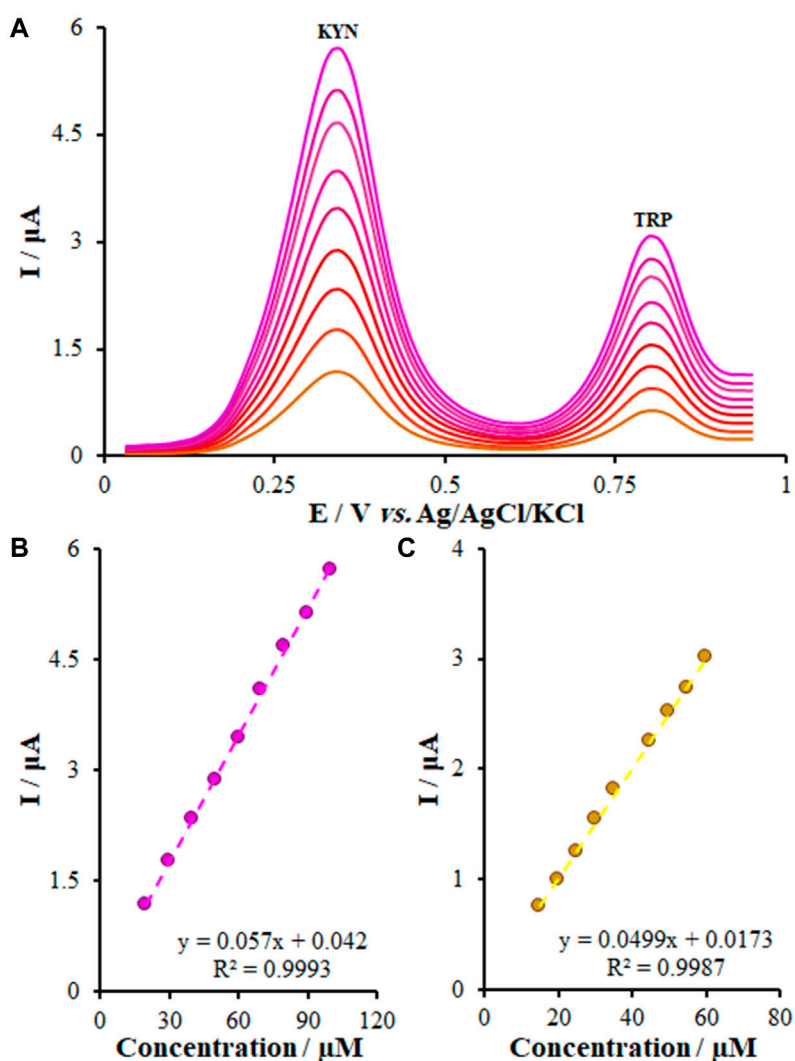 A
KYN
TRP
6
4.5
3
1.5
0
I / µA
0
0.25
0.5
0.75
1
E / V vs. Ag/AgCl/KCl
B
6
4.5
3
1.5
0
I / µA
y = 0.057x + 0.042
R² = 0.9993
0
30
60
90
120
Concentration / µM
C
4
3
2
1
0
I / µA
y = 0.0499x + 0.0173
R² = 0.9987
0
20
40
60
80
Concentration / µM